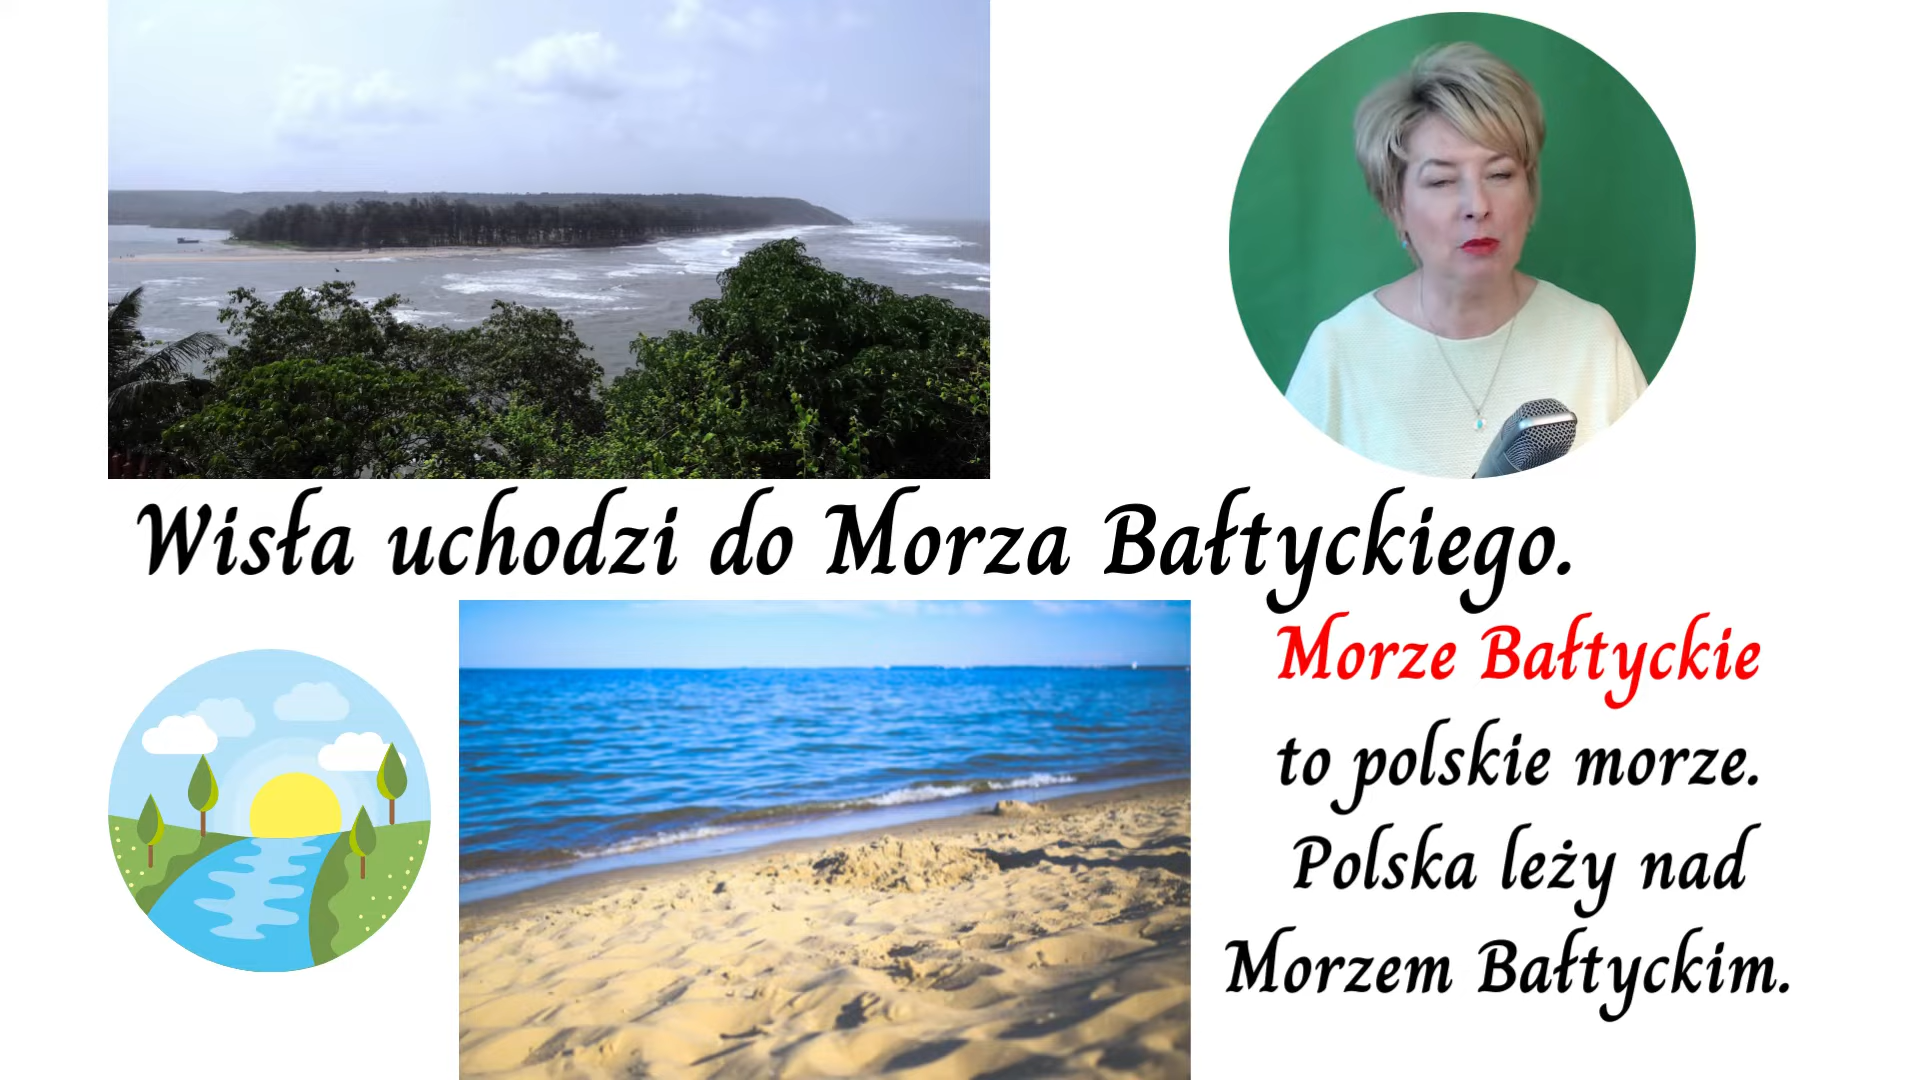 Wisła uchodzi do Morza Bałtyckiego.
Morze Bałtyckie
to polskie morze.
Polska leży nad
Morzem Bałtyckim.